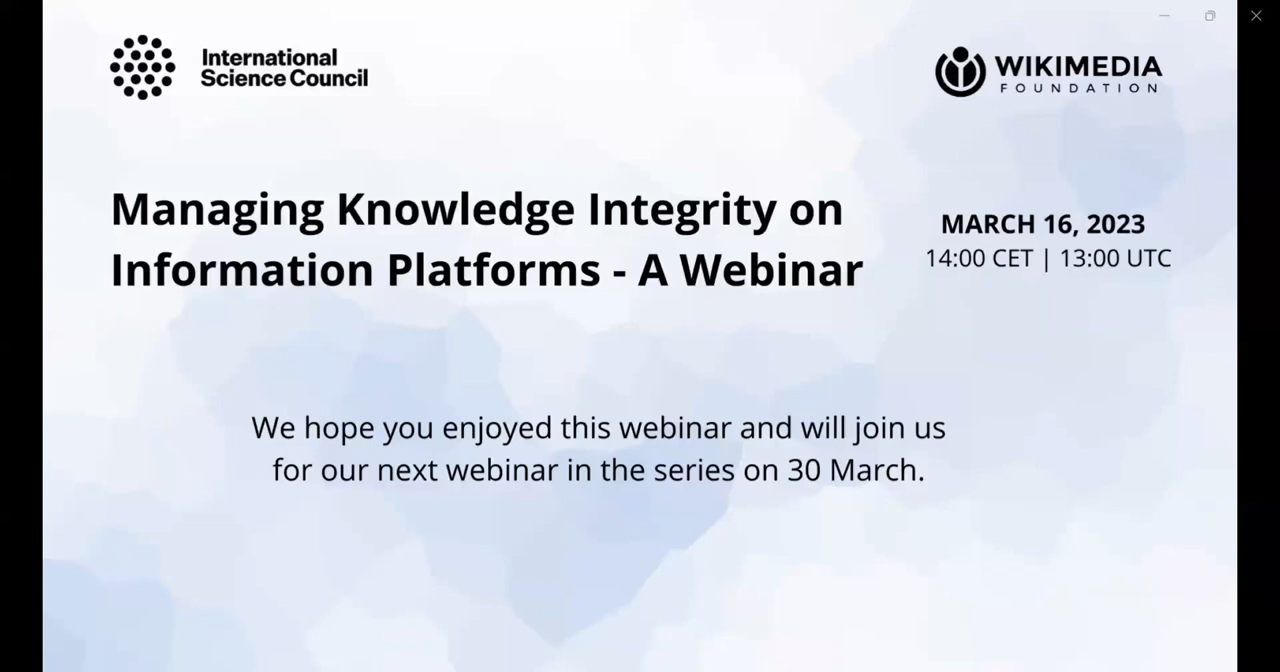 International
Science Council
WIKIMEDIA
FOUNDATION
Managing Knowledge Integrity on
Information Platforms - A Webinar
MARCH 16, 2023
14:00 CET | 13:00 UTC
We hope you enjoyed this webinar and will join us
for our next webinar in the series on 30 March.